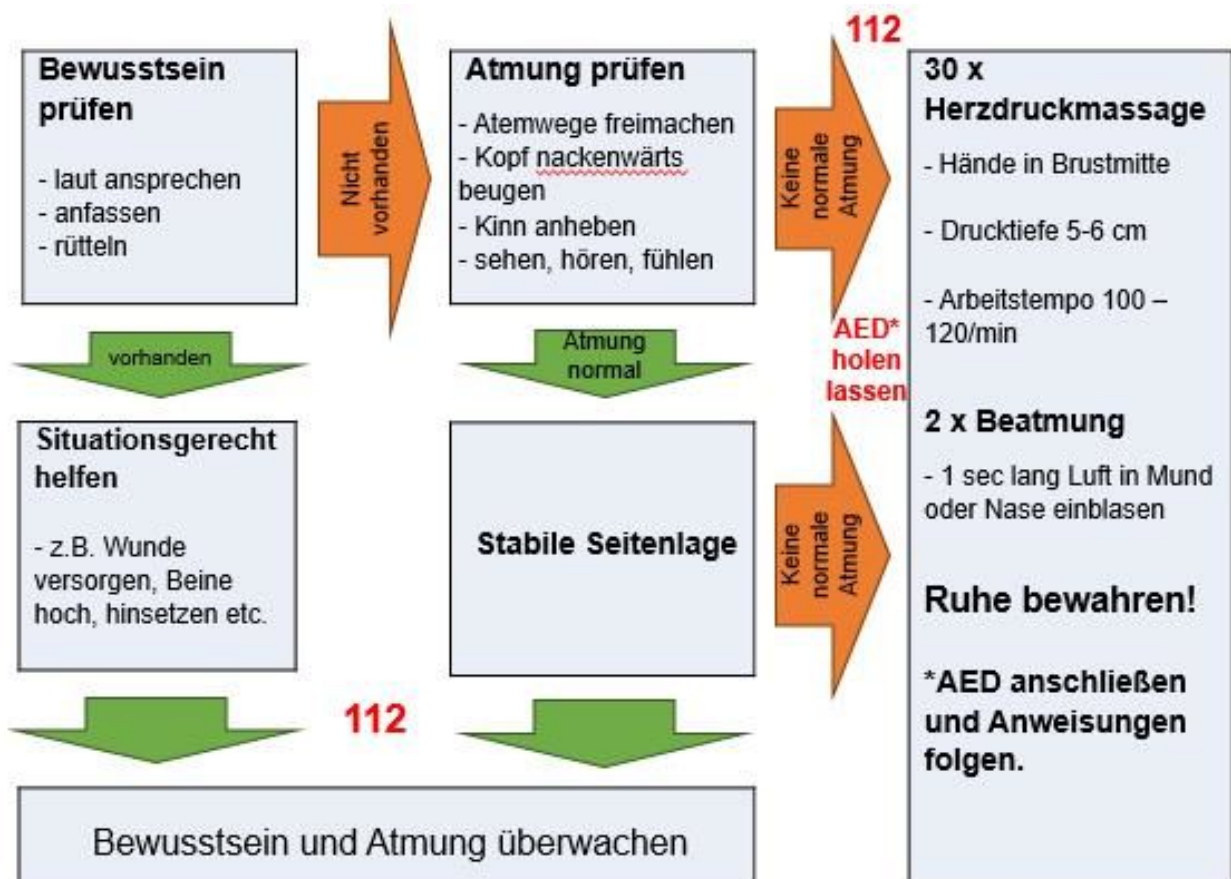 Bewusstsein
prüfen
- laut ansprechen
- anfassen
- rütteln
Nicht
vorhanden
Atmung prüfen
- Atemwege freimachen
- Kopf nackenwärts
beugen
- Kinn anheben
- sehen, hören, fühlen
112
Keine
normale
Atmung
30 x
Herzdruckmassage
- Hände in Brustmitte
- Drucktiefe 5-6 cm
- Arbeitstempo 100 –
120/min
2 x Beatmung
- 1 sec lang Luft in Mund
oder Nase einblasen
Ruhe bewahren!
*AED anschließen
und Anweisungen
folgen.
vorhanden
Atmung
normal
AED*
holen
lassen
Situationsgerecht
helfen
- z.B. Wunde
versorgen, Beine
hoch, hinsetzen etc.
Stabile Seitenlage
Keine
normale
Atmung
112
Bewusstsein und Atmung überwachen